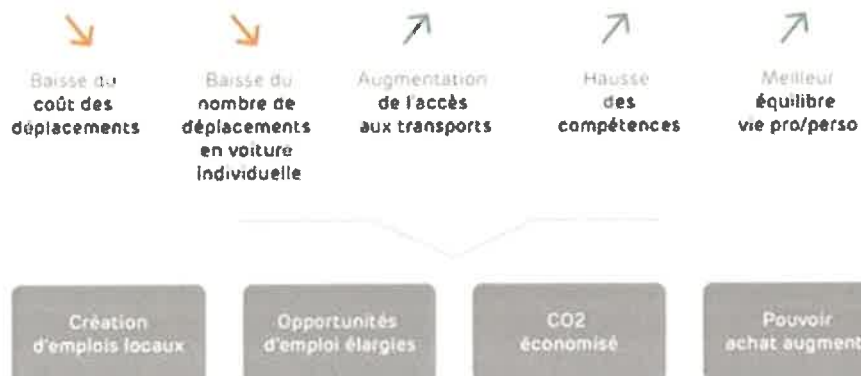 Baisse du
coût des
déplacements
Baisse du
nombre de
déplacements
en voiture
individuelle
Augmentation
de l'accès
aux transports
Hausse
des
compétences
Meilleur
équilibre
vie pro/perso
Création
d'emplois locaux
Opportunités
d'emploi élargies
CO2
économisé
Pouvoir
achat augment